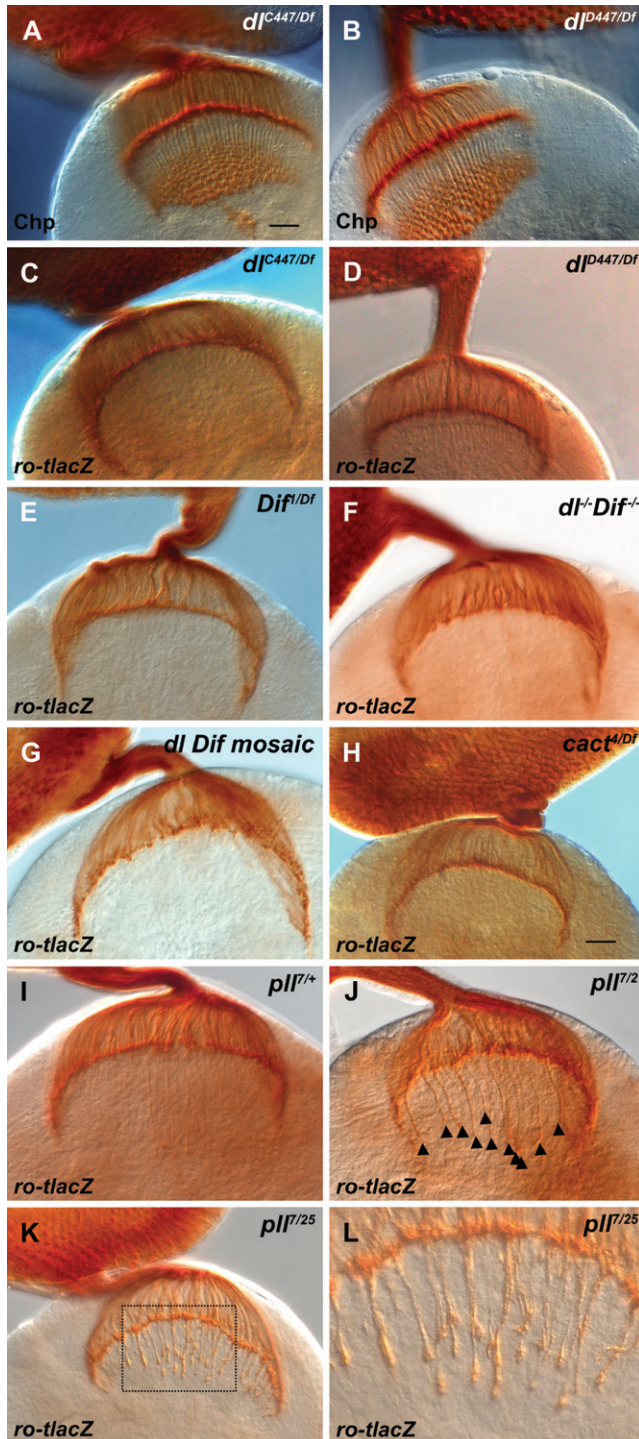 A
dl^C447/Df
Chp
B
dl^D447/Df
Chp
C
dl^C447/Df
ro-tlacZ
D
dl^D447/Df
ro-tlacZ
E
Dif^1/Df
ro-tlacZ
F
dl^-/- Dif^-/-
ro-tlacZ
G
dl Dif mosaic
ro-tlacZ
H
cact^4/Df
ro-tlacZ
I
pll^7/+
ro-tlacZ
J
pll^7/2
ro-tlacZ
K
pll^7/25
ro-tlacZ
L
pll^7/25
ro-tlacZ